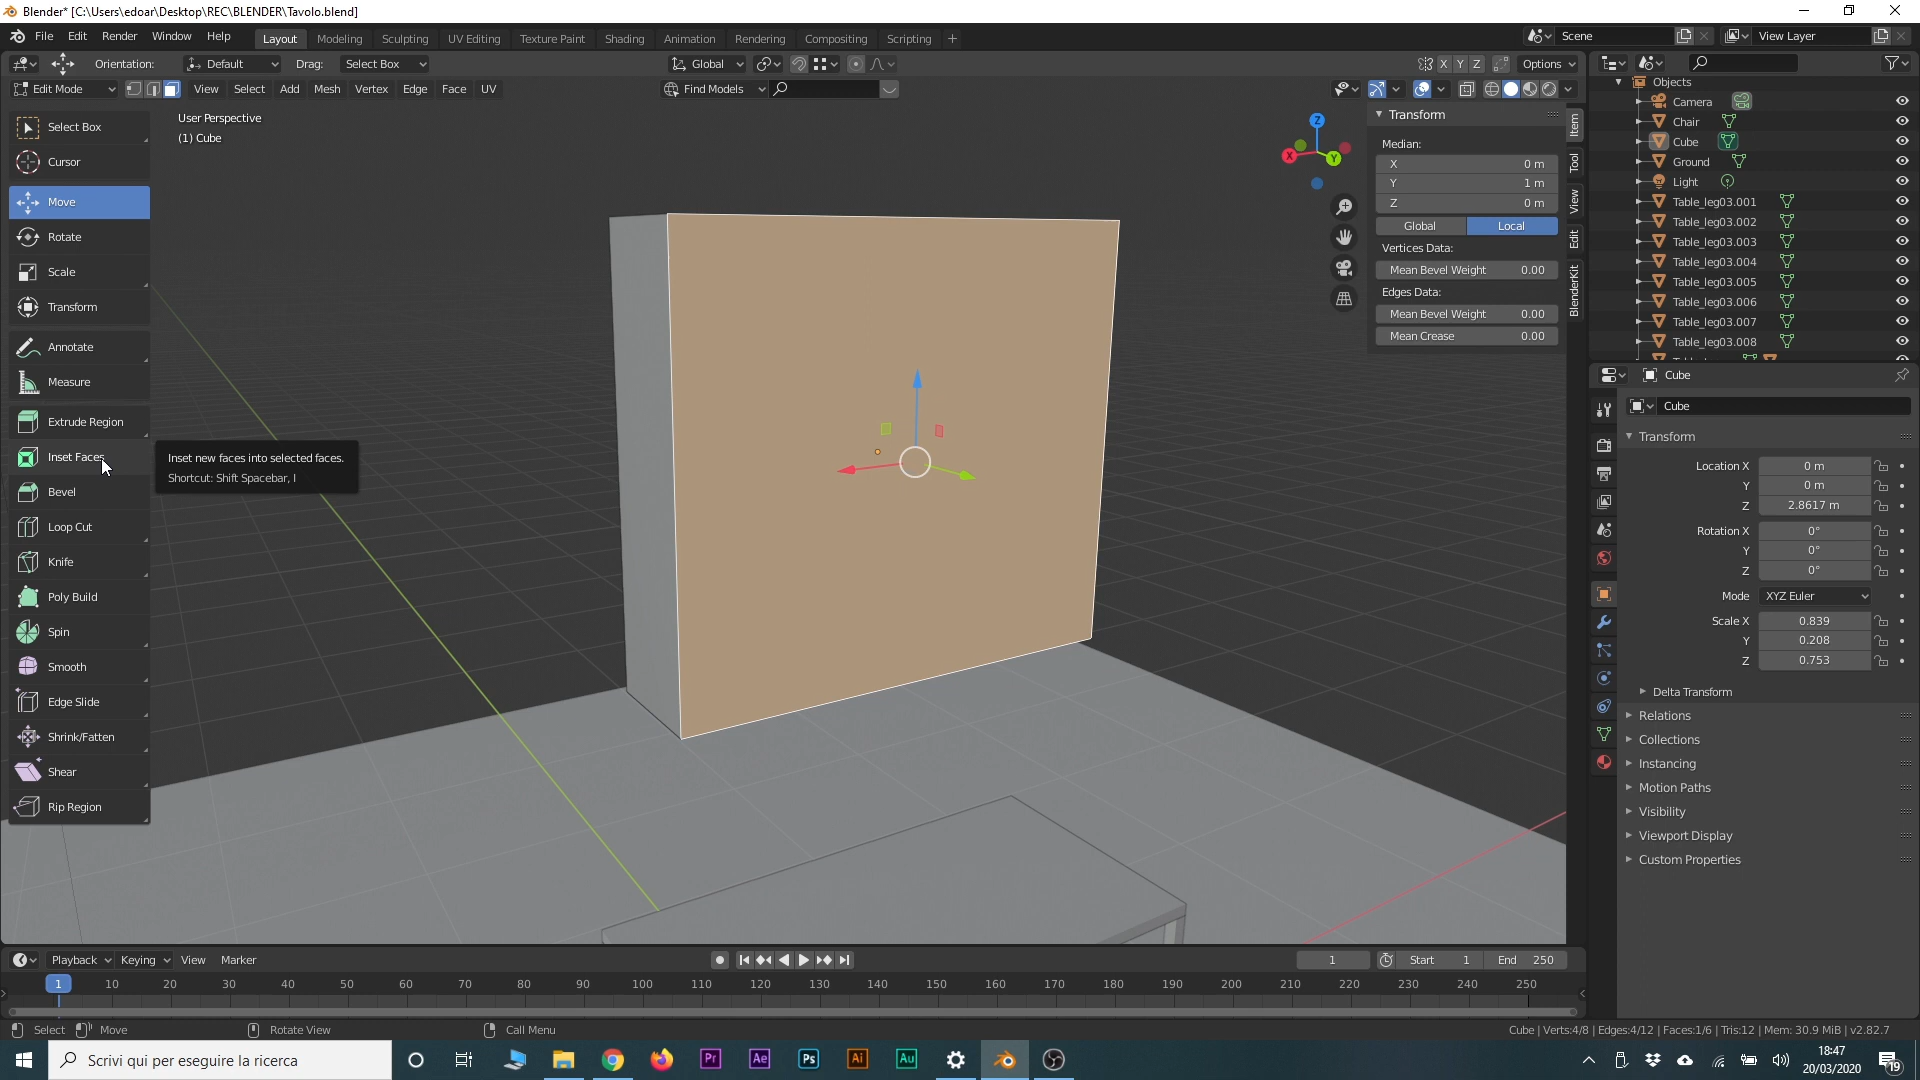 Blender* [C:\Users\edoar\Desktop\REC\BLENDER\Tavolo.blend]
File Edit Render Window Help Layout Modeling Sculpting UV Editing Texture Paint Shading Animation Rendering Compositing Scripting + Scene View Layer
Orientation: Default Drag: Select Box Global X Y Z Options
Edit Mode View Select Add Mesh Vertex Edge Face UV Find Models
User Perspective
(1) Cube
Select Box
Cursor
Move
Rotate
Scale
Transform
Annotate
Measure
Extrude Region
Inset Faces
Bevel
Loop Cut
Knife
Poly Build
Spin
Smooth
Edge Slide
Shrink/Fatten
Shear
Rip Region
Inset new faces into selected faces.
Shortcut: Shift Spacebar, I
Z
X
Y
Transform
Median:
X 0 m
Y 1 m
Z 0 m
Global Local
Vertices Data:
Mean Bevel Weight 0.00
Edges Data:
Mean Bevel Weight 0.00
Mean Crease 0.00
Item
Tool
View
Edit
BlenderKit
Objects
Camera
Chair
Cube
Ground
Light
Table_leg03.001
Table_leg03.002
Table_leg03.003
Table_leg03.004
Table_leg03.005
Table_leg03.006
Table_leg03.007
Table_leg03.008
Cube
Cube
Transform
Location X 0 m
Y 0 m
Z 2.8617 m
Rotation X 0°
Y 0°
Z 0°
Mode XYZ Euler
Scale X 0.839
Y 0.208
Z 0.753
Delta Transform
Relations
Collections
Instancing
Motion Paths
Visibility
Viewport Display
Custom Properties
Playback Keying View Marker 1 Start 1 End 250
1 10 20 30 40 50 60 70 80 90 100 110 120 130 140 150 160 170 180 190 200 210 220 230 240 250
Select Move Rotate View Call Menu Cube | Verts:4/8 | Edges:4/12 | Faces:1/6 | Tris:12 | Mem: 30.9 MiB | v2.82.7
Scrivi qui per eseguire la ricerca
Pr Ae Ps Ai Au
18:47
20/03/2020
19